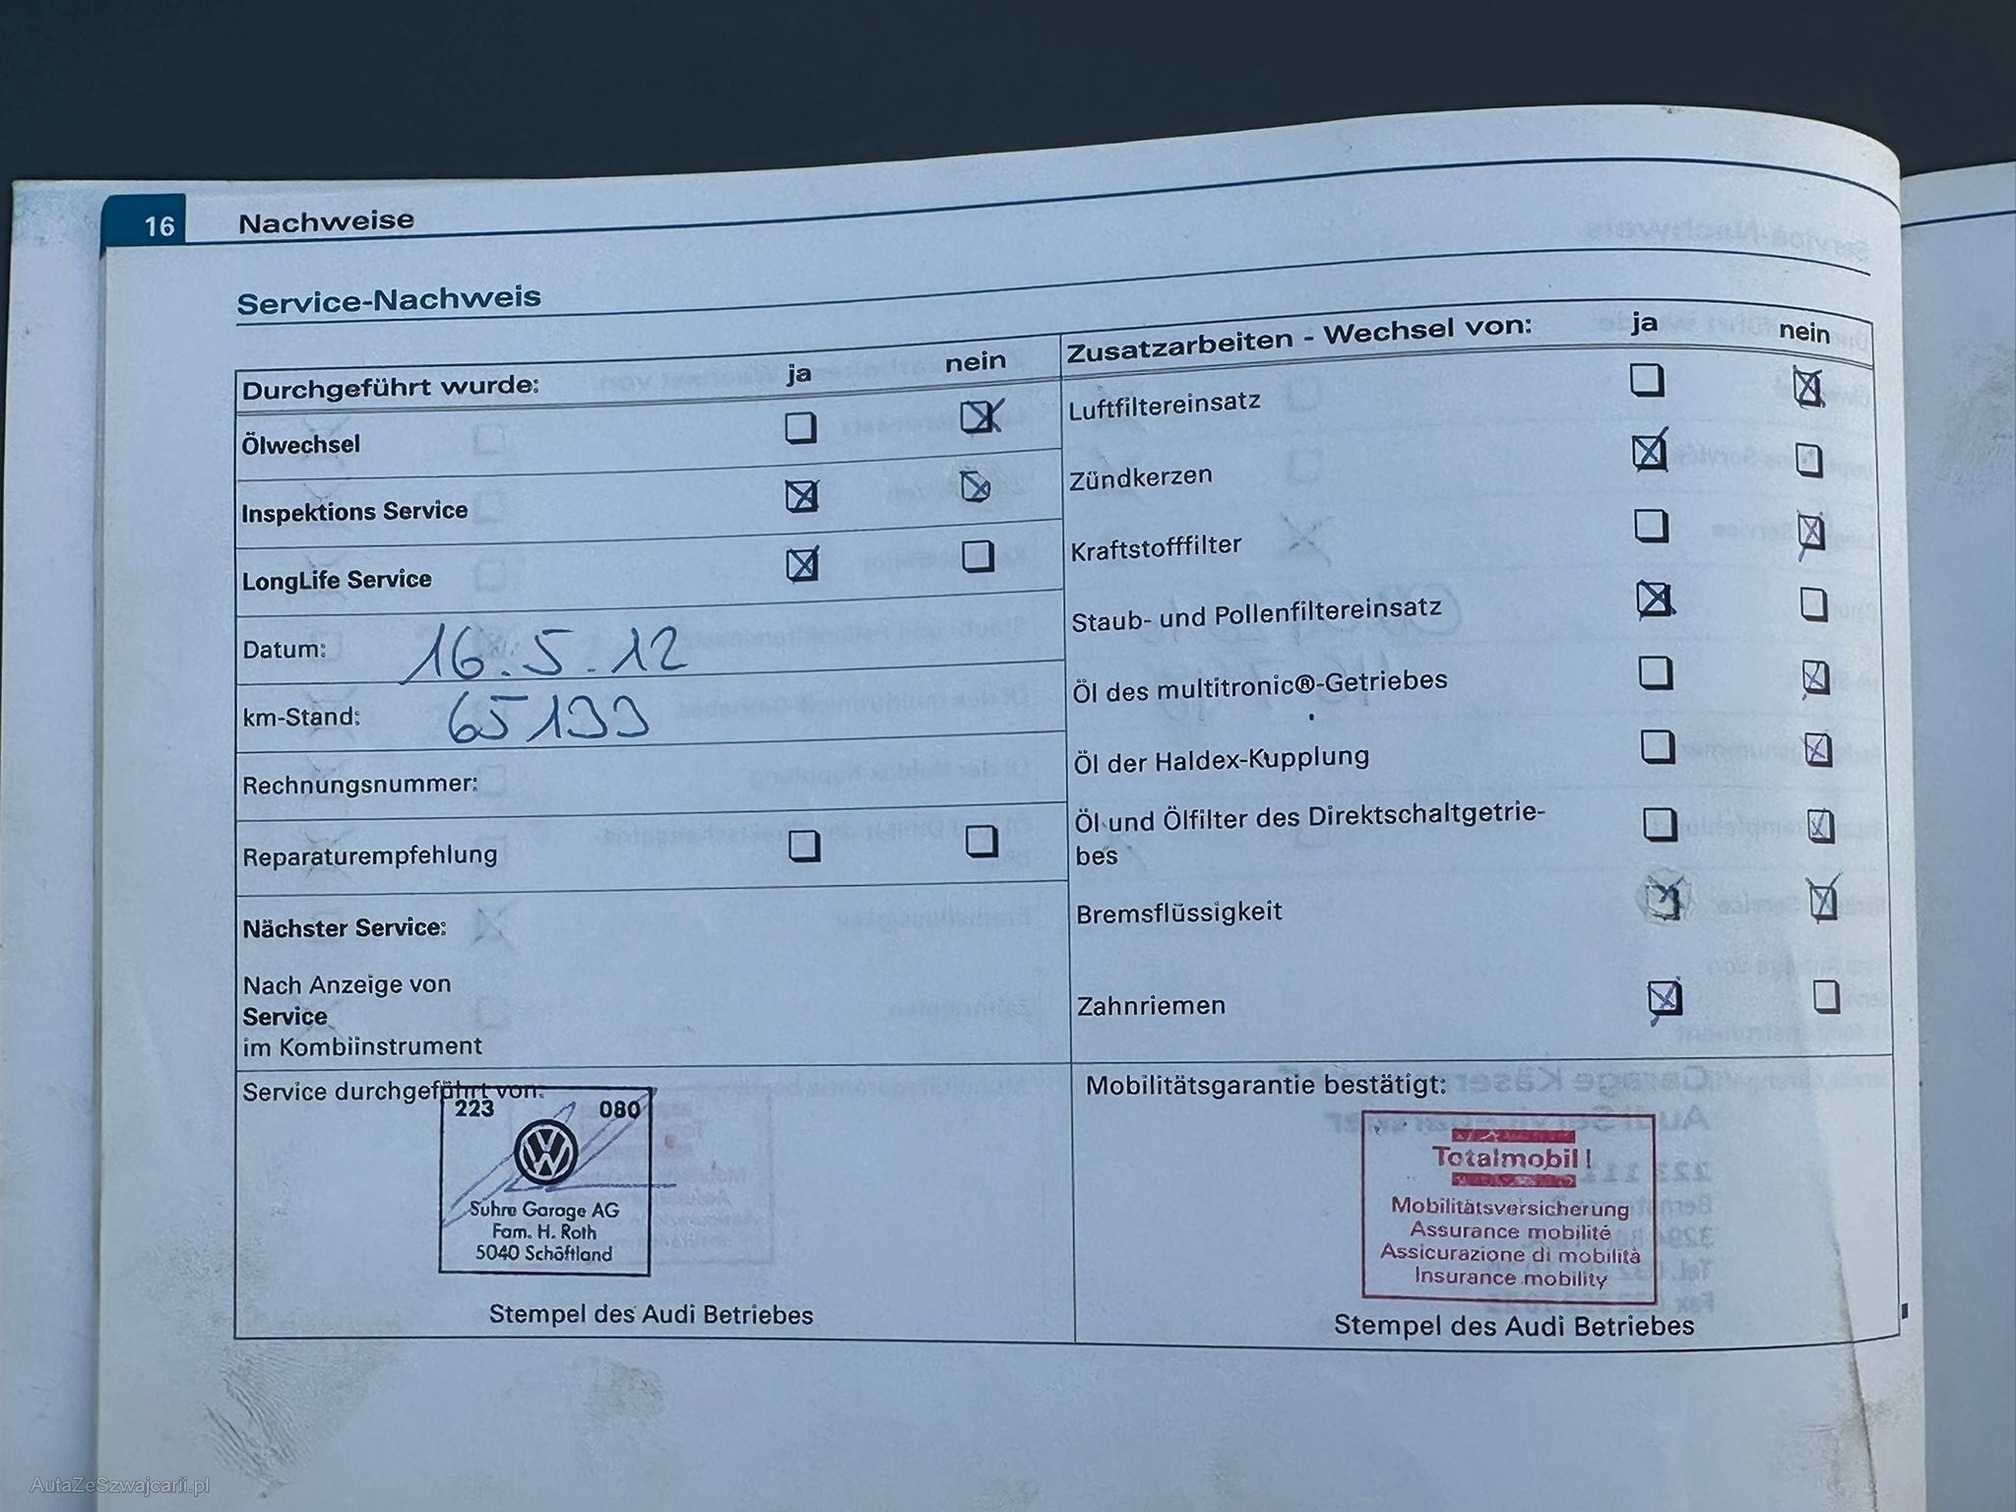 16 Nachweise
Service-Nachweis
Durchgeführt wurde: ja nein
Ölwechsel
Inspektions Service
LongLife Service
Datum: 16.5.12
km-Stand: 65133
Rechnungsnummer:
Reparaturempfehlung
Nächster Service:
Nach Anzeige von
Service
im Kombiinstrument
Service durchgeführt von:
223 080
Suhre Garage AG
Fam. H. Roth
5040 Schöftland
Stempel des Audi Betriebes
Zusatzarbeiten - Wechsel von: ja nein
Luftfiltereinsatz
Zündkerzen
Kraftstofffilter
Staub- und Pollenfiltereinsatz
Öl des multitronic®-Getriebes
Öl der Haldex-Kupplung
Öl und Ölfilter des Direktschaltgetrie-
bes
Bremsflüssigkeit
Zahnriemen
Mobilitätsgarantie bestätigt:
Totalmobil!
Mobilitätsversicherung
Assurance mobilité
Assicurazione di mobilità
Insurance mobility
Stempel des Audi Betriebes
AutaZeSzwajcarii.pl